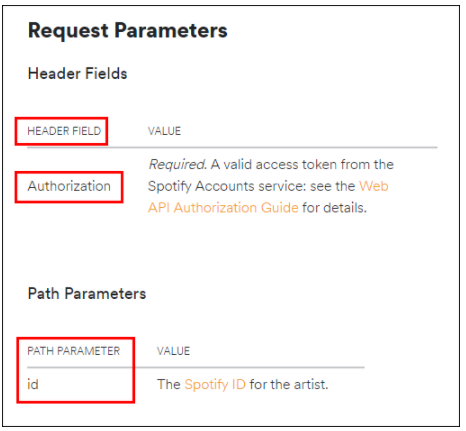 Request Parameters
Header Fields
HEADER FIELD VALUE
Authorization Required. A valid access token from the
Spotify Accounts service: see the Web
API Authorization Guide for details.
Path Parameters
PATH PARAMETER VALUE
id The Spotify ID for the artist.